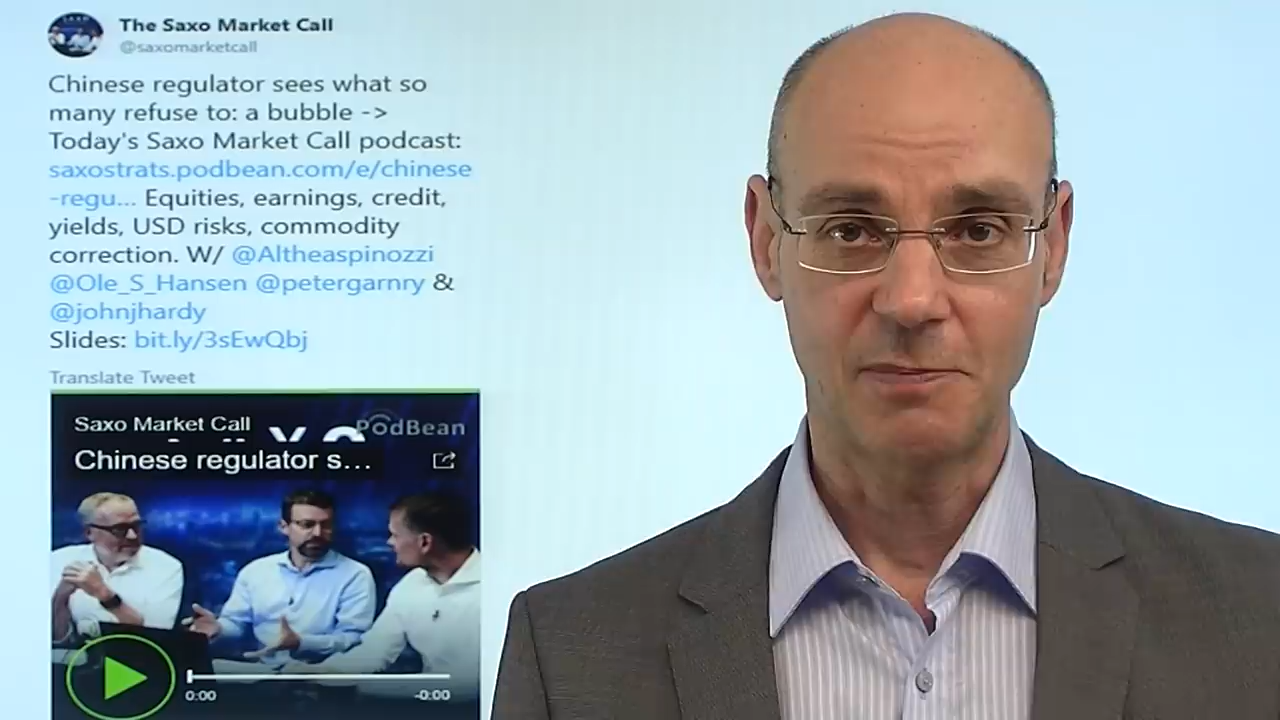 The Saxo Market Call
@saxomarketcall
Chinese regulator sees what so
many refuse to: a bubble ->
Today's Saxo Market Call podcast:
saxostrats.podbean.com/e/chinese
-regu... Equities, earnings, credit,
yields, USD risks, commodity
correction. W/ @Altheaspinozzi
@Ole_S_Hansen @petergarnry &
@johnjhardy
Slides: bit.ly/3sEwQbj
Translate Tweet
Saxo Market Call
PodBean
Chinese regulator s...
0:00
-0:00